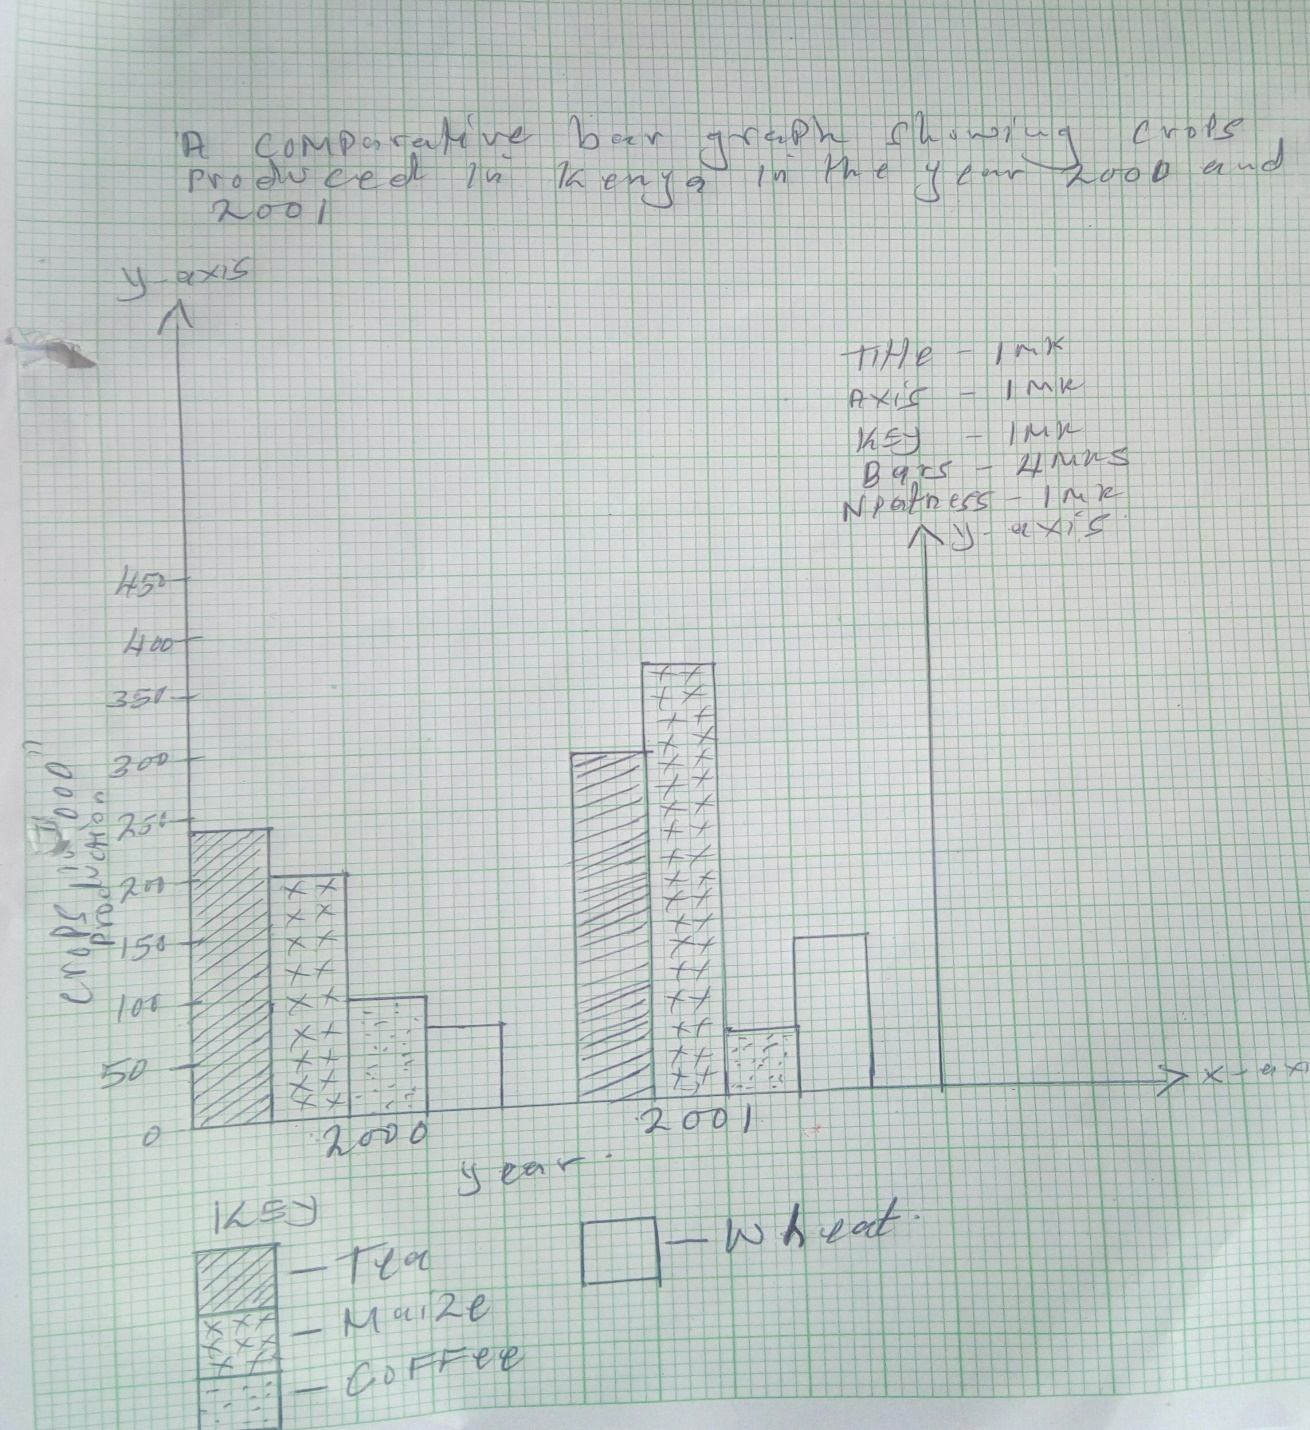 A comparative bar graph showing crops
produced in Kenya in the year 2000 and
2001
y-axis
Title - 1mk
Axis - 1mk
Key - 1mk
Bars - 4mks
Neatness - 1mk
y-axis
450
400
350
300
250
200
150
100
50
0
production
2000
2001
x-ax
year.
KEY
Tea
Maize
Coffee
Wheat.